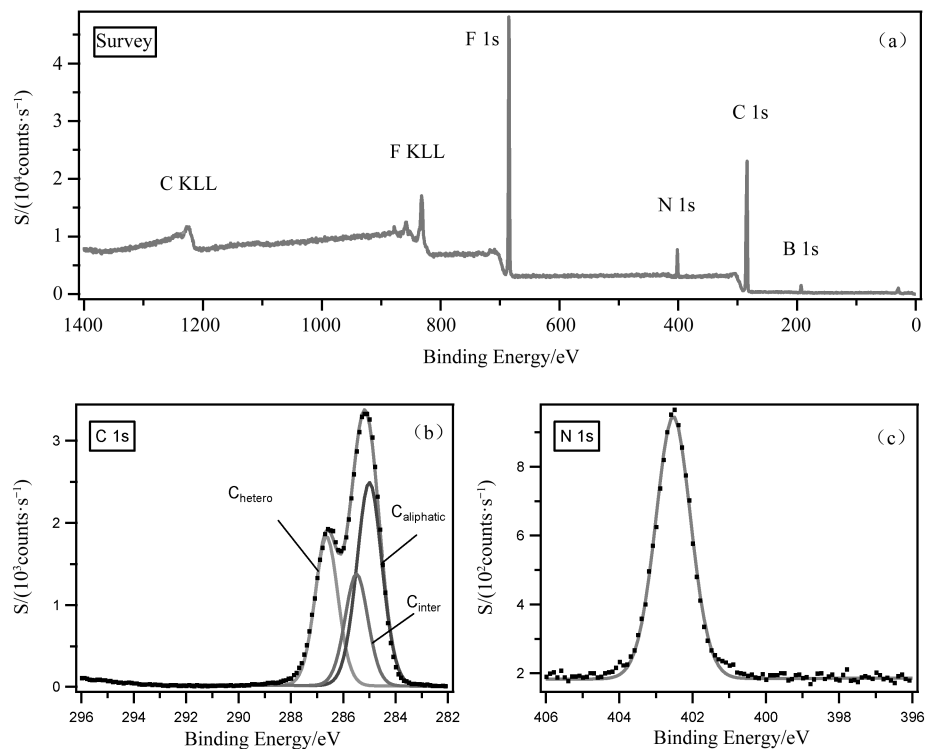 Survey
(a)
F 1s
C 1s
F KLL
C KLL
N 1s
B 1s
S/(10⁴counts·s⁻¹)
4
3
2
1
0
1400 1200 1000 800 600 400 200 0
Binding Energy/eV
C 1s
(b)
C_hetero
C_aliphatic
C_inter
S/(10³counts·s⁻¹)
3
2
1
0
296 294 292 290 288 286 284 282
Binding Energy/eV
N 1s
(c)
S/(10²counts·s⁻¹)
8
6
4
2
406 404 402 400 398 396
Binding Energy/eV